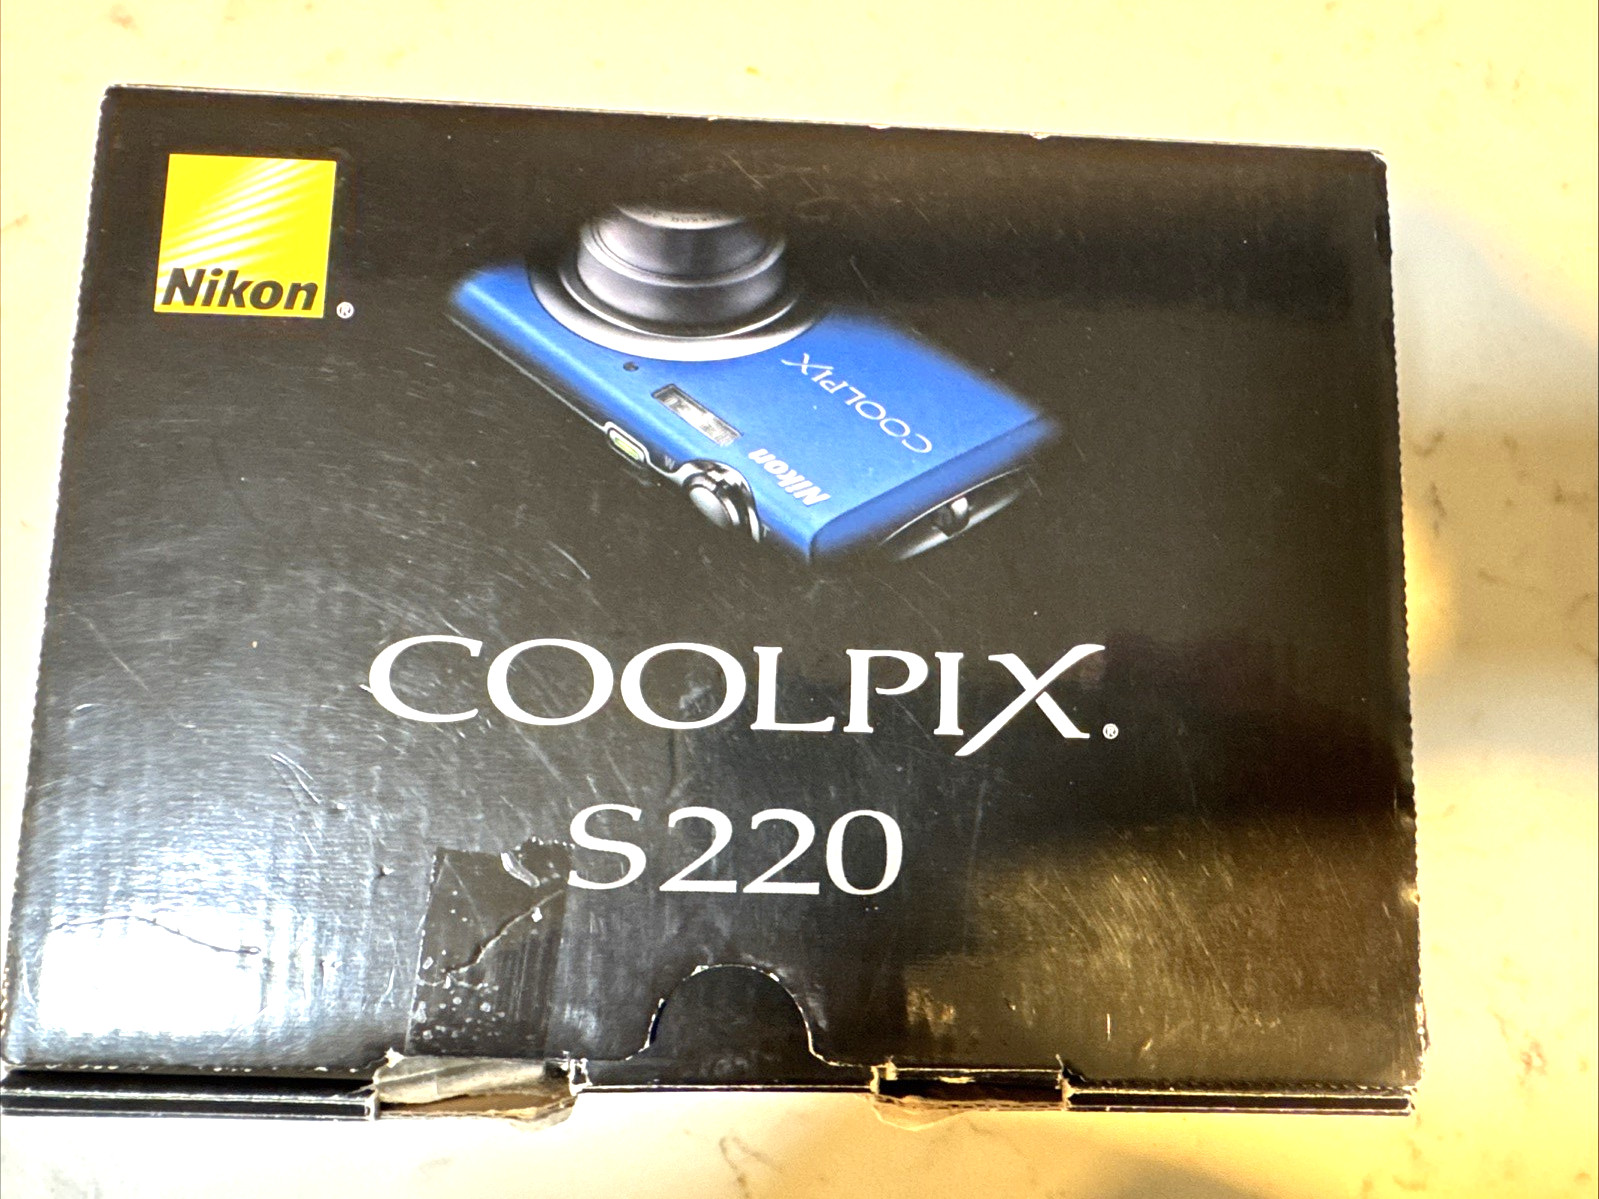 Nikon®
COOLPIX
Nikon
W
T
COOLPIX®
S220